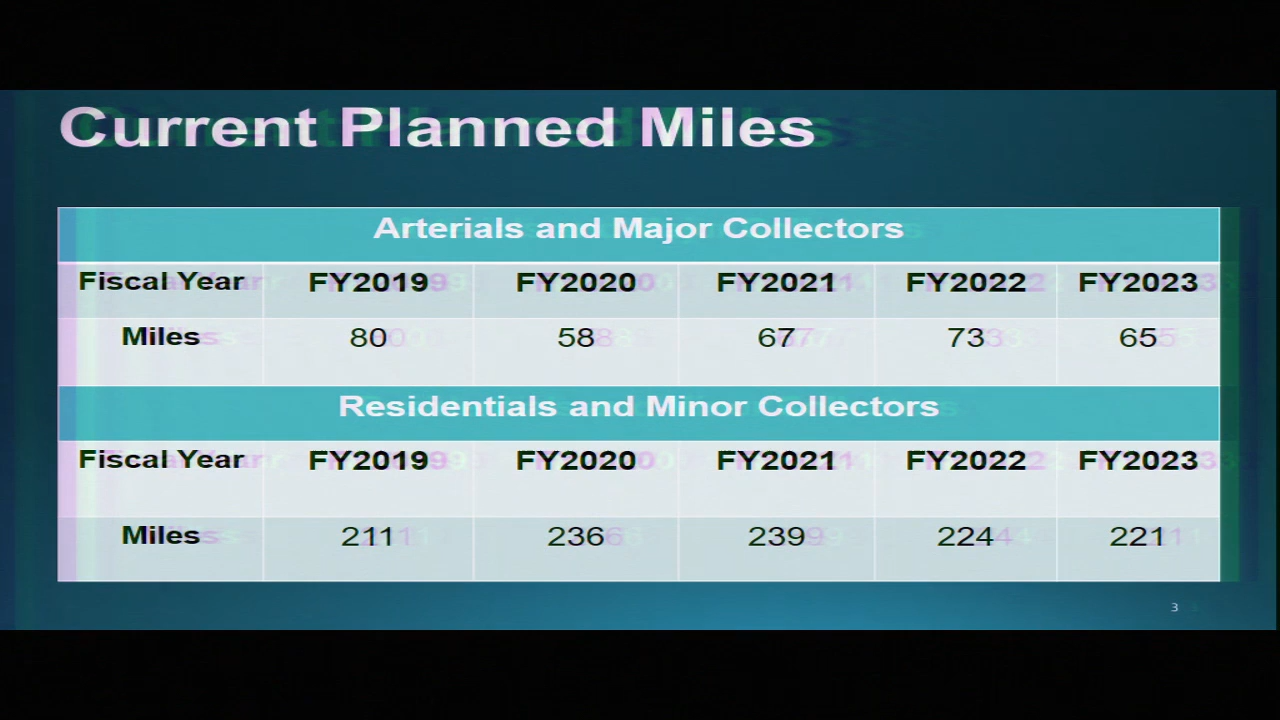 Current Planned Miles
Arterials and Major Collectors
Fiscal Year FY2019 FY2020 FY2021 FY2022 FY2023
Miles 80 58 67 73 65
Residentials and Minor Collectors
Fiscal Year FY2019 FY2020 FY2021 FY2022 FY2023
Miles 211 236 239 224 221
3